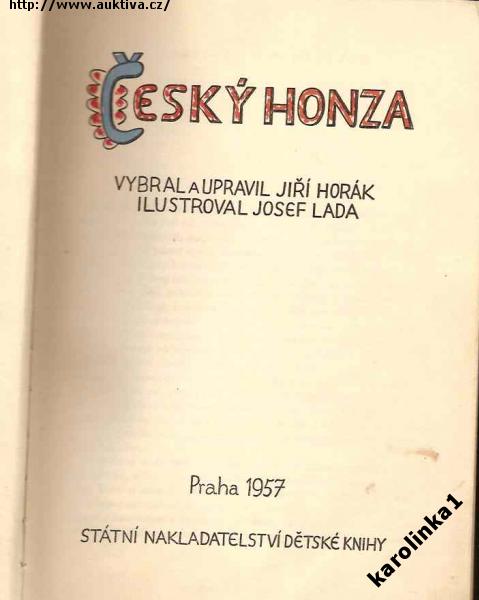 http://www.auktiva.cz/
ČESKÝ HONZA
VYBRAL A UPRAVIL JIŘÍ HORÁK
ILUSTROVAL JOSEF LADA
Praha 1957
STÁTNÍ NAKLADATELSTVÍ DĚTSKÉ KNIHY
karolinka1